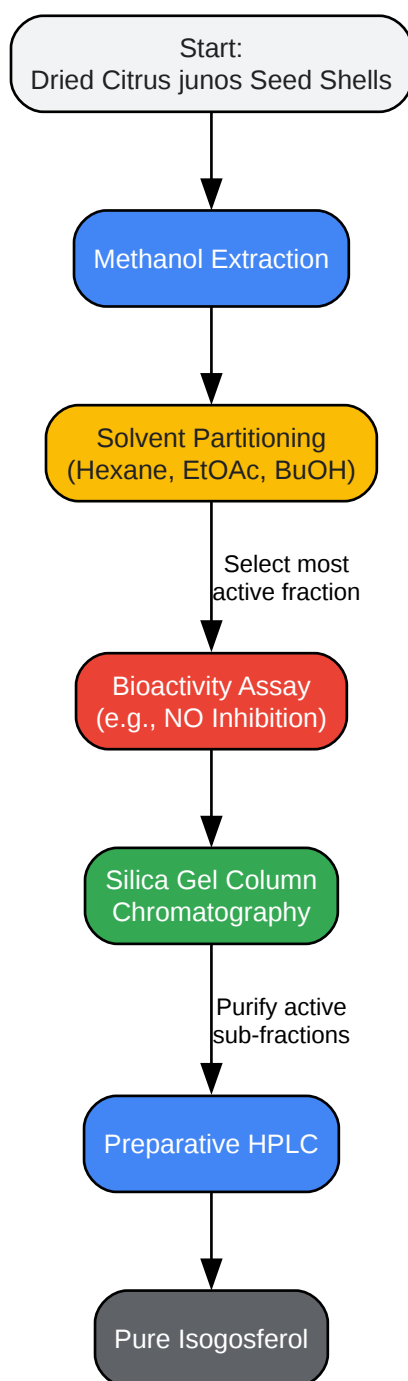 Start:
Dried Citrus junos Seed Shells
Methanol Extraction
Solvent Partitioning
(Hexane, EtOAc, BuOH)
Select most
active fraction
Bioactivity Assay
(e.g., NO Inhibition)
Silica Gel Column
Chromatography
Purify active
sub-fractions
Preparative HPLC
Pure Isogosferol